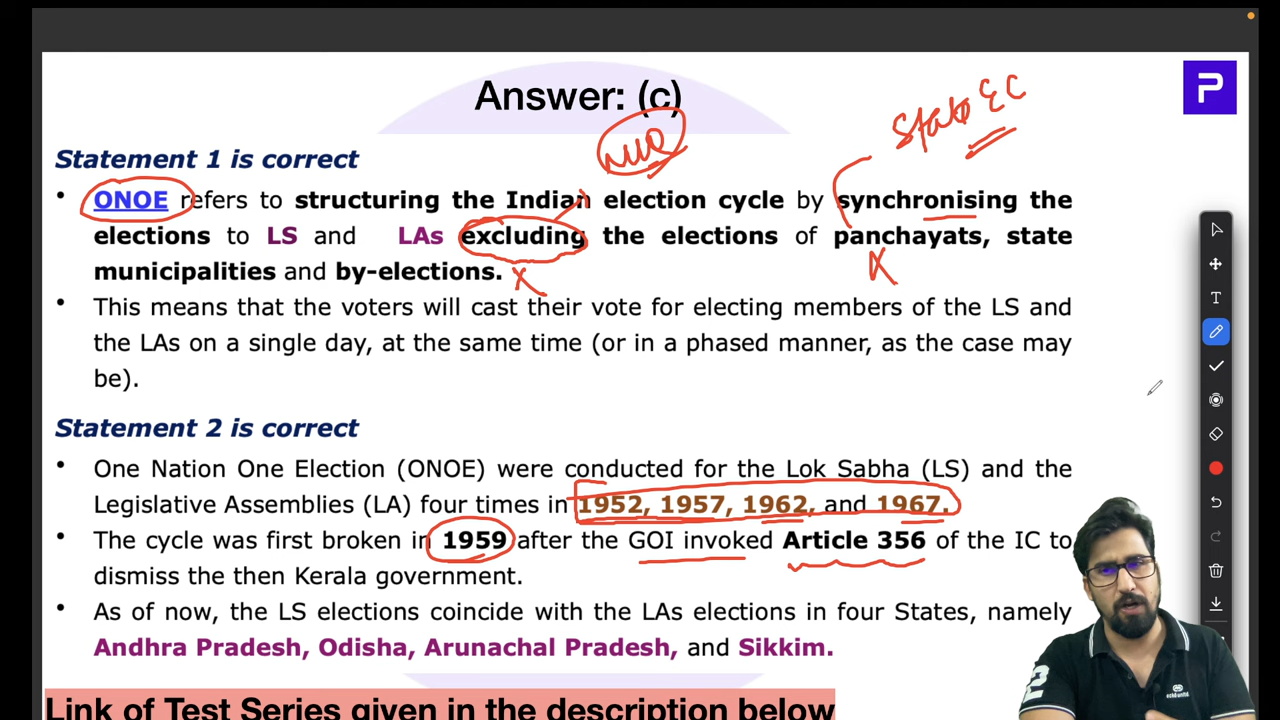 Answer: (c)
State EC
Statement 1 is correct
• ONOE refers to structuring the Indian election cycle by synchronising the
elections to LS and LAs excluding the elections of panchayats, state
municipalities and by-elections.
• This means that the voters will cast their vote for electing members of the LS and
the LAs on a single day, at the same time (or in a phased manner, as the case may
be).
Statement 2 is correct
• One Nation One Election (ONOE) were conducted for the Lok Sabha (LS) and the
Legislative Assemblies (LA) four times in 1952, 1957, 1962, and 1967.
• The cycle was first broken in 1959 after the GOI invoked Article 356 of the IC to
dismiss the then Kerala government.
• As of now, the LS elections coincide with the LAs elections in four States, namely
Andhra Pradesh, Odisha, Arunachal Pradesh, and Sikkim.
Link of Test Series given in the description below
P
T
2